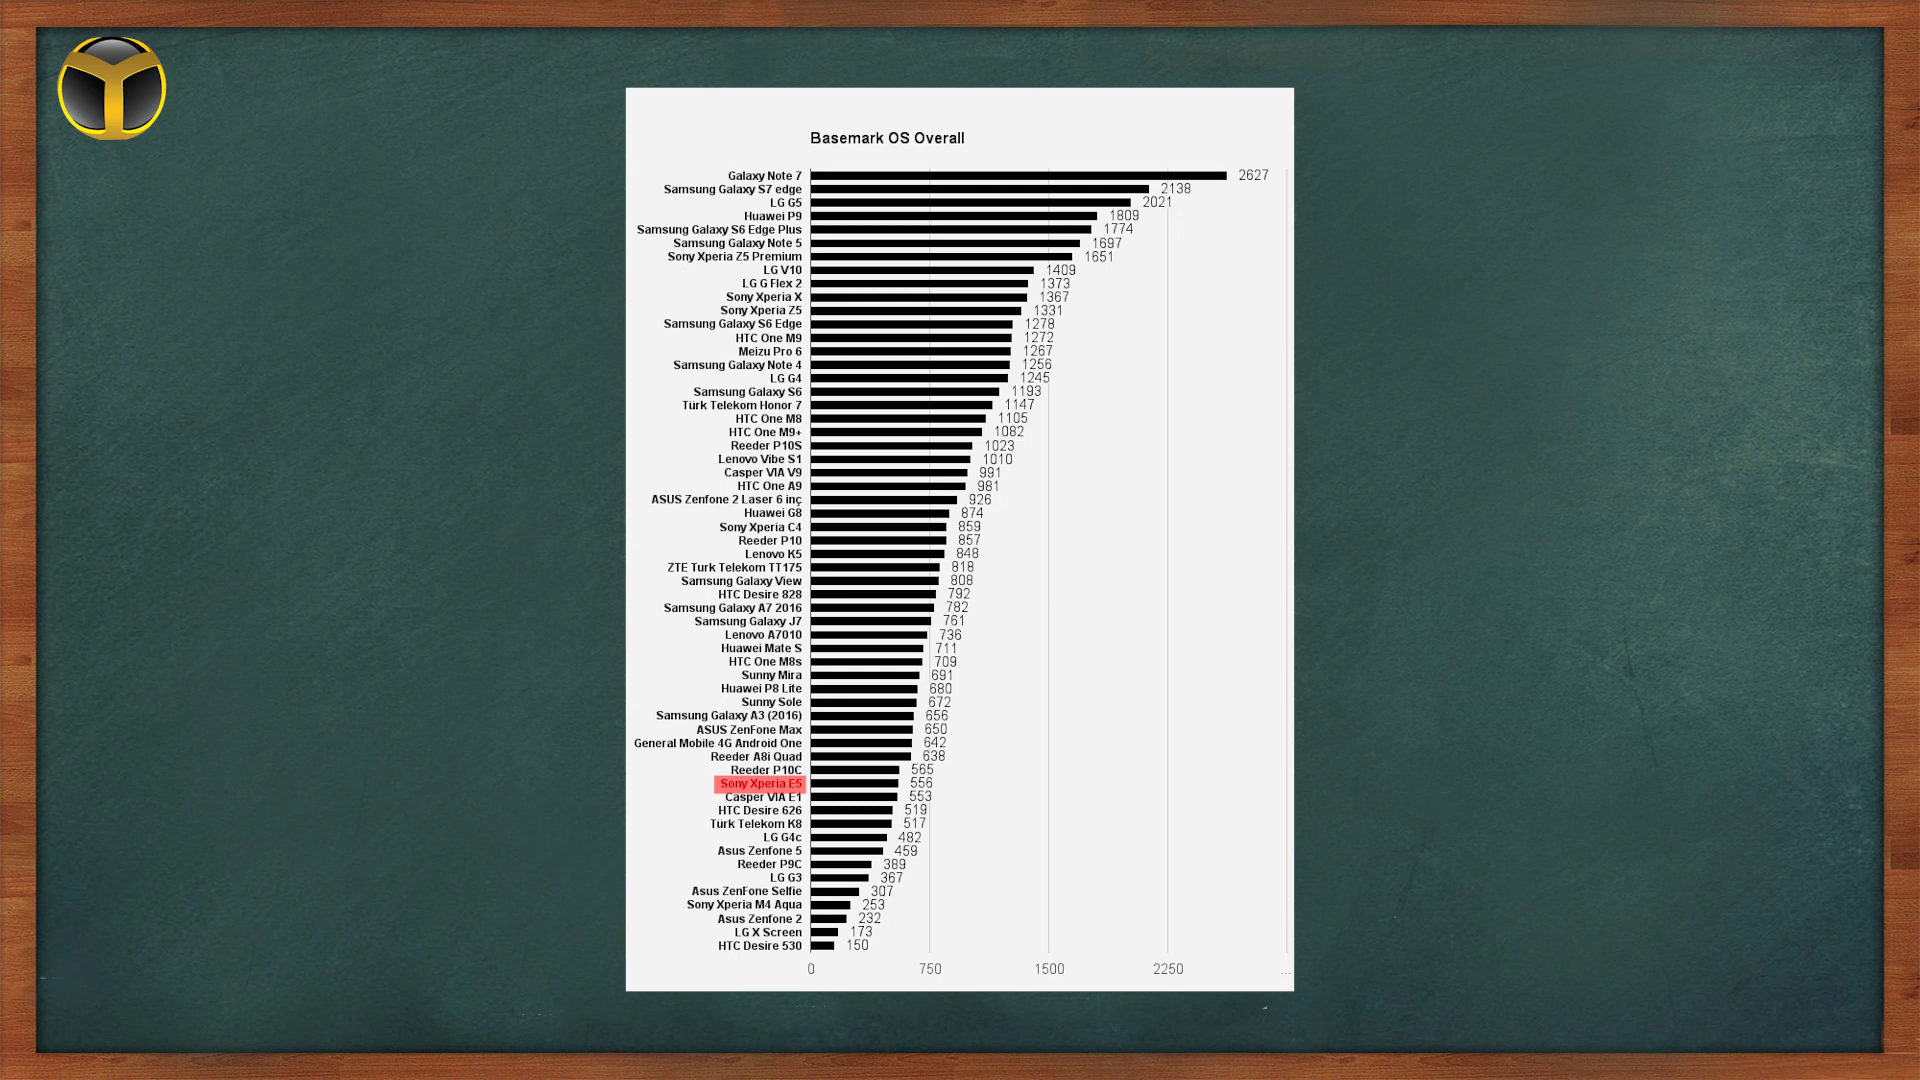 Basemark OS Overall
Galaxy Note 7 2627
Samsung Galaxy S7 edge 2138
LG G5 2021
Huawei P9 1809
Samsung Galaxy S6 Edge Plus 1774
Samsung Galaxy Note 5 1697
Sony Xperia Z5 Premium 1651
LG V10 1409
LG G Flex 2 1373
Sony Xperia X 1367
Sony Xperia Z5 1331
Samsung Galaxy S6 Edge 1278
HTC One M9 1272
Meizu Pro 6 1267
Samsung Galaxy Note 4 1256
LG G4 1245
Samsung Galaxy S6 1193
Türk Telekom Honor 7 1147
HTC One M8 1105
HTC One M9+ 1082
Reeder P10S 1023
Lenovo Vibe S1 1010
Casper VIA V9 991
HTC One A9 981
ASUS Zenfone 2 Laser 6 inç 926
Huawei G8 874
Sony Xperia C4 859
Reeder P10 857
Lenovo K5 848
ZTE Turk Telekom TT175 818
Samsung Galaxy View 808
HTC Desire 828 792
Samsung Galaxy A7 2016 782
Samsung Galaxy J7 761
Lenovo A7010 736
Huawei Mate S 711
HTC One M8s 709
Sunny Mira 691
Huawei P8 Lite 680
Sunny Sole 672
Samsung Galaxy A3 (2016) 656
ASUS ZenFone Max 650
General Mobile 4G Android One 642
Reeder A8i Quad 638
Reeder P10C 565
Sony Xperia E5 556
Casper VIA E1 553
HTC Desire 626 519
Türk Telekom K8 517
LG G4c 482
Asus Zenfone 5 459
Reeder P9C 389
LG G3 367
Asus ZenFone Selfie 307
Sony Xperia M4 Aqua 253
Asus Zenfone 2 232
LG X Screen 173
HTC Desire 530 150
0 750 1500 2250 ...